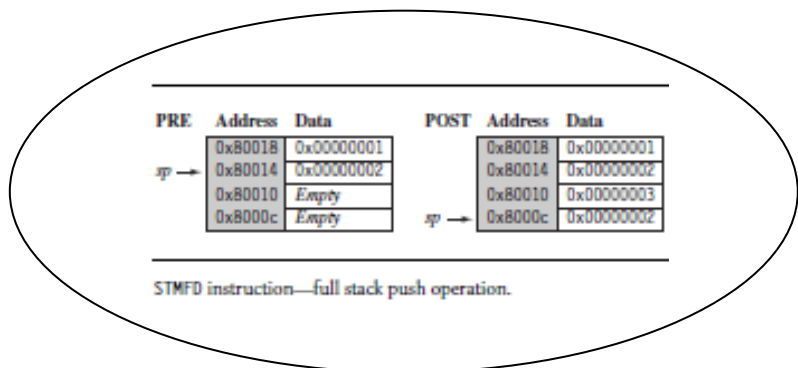 PRE Address Data POST Address Data
0x80018 0x00000001 0x80018 0x00000001
sp → 0x80014 0x00000002 0x80014 0x00000002
0x80010 Empty 0x80010 0x00000003
0x8000c Empty sp → 0x8000c 0x00000002
STMFD instruction—full stack push operation.